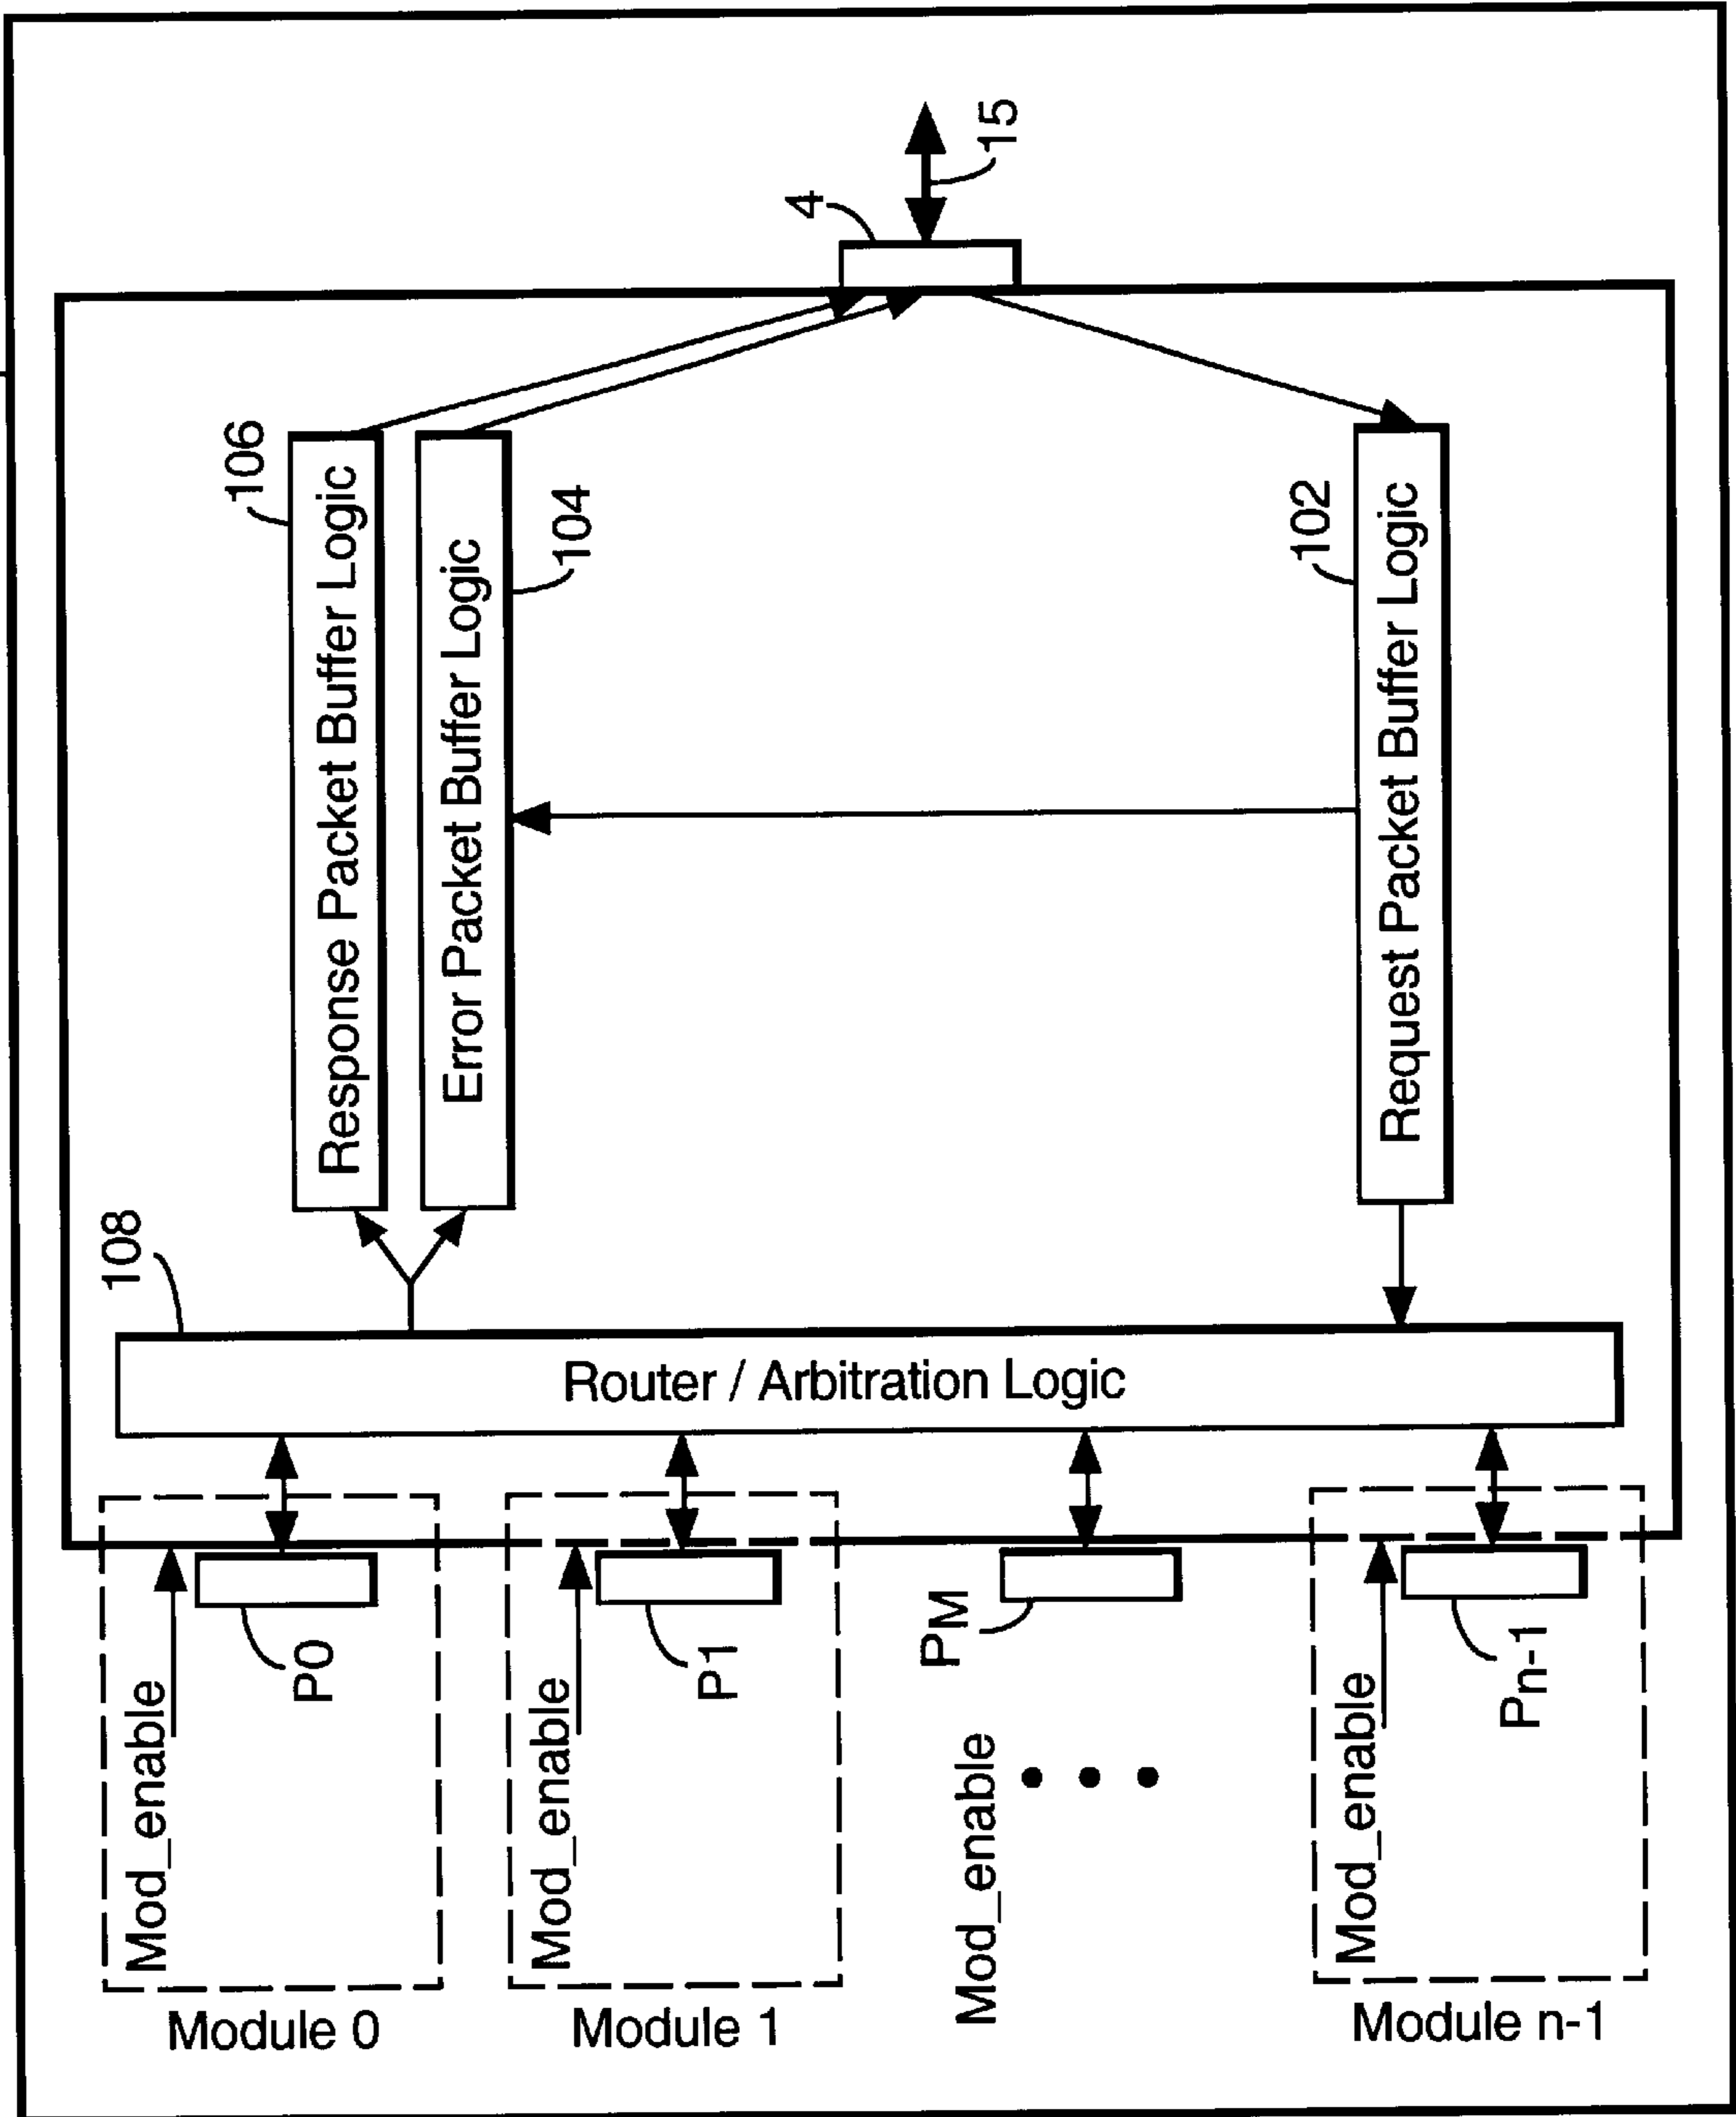 15
4
106
Response Packet Buffer Logic
Error Packet Buffer Logic
104
102
Request Packet Buffer Logic
108
Router / Arbitration Logic
Mod_enable
P0
Module 0
Mod_enable
P1
Module 1
PM
Mod_enable
• • •
Mod_enable
Pn-1
Module n-1